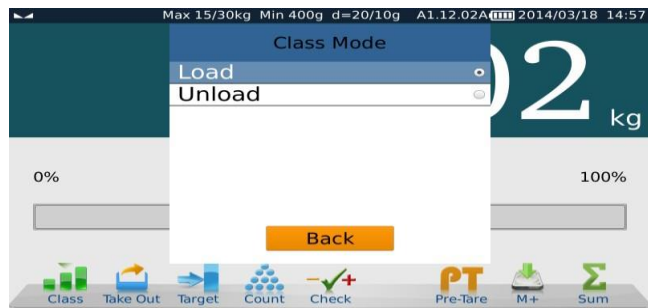 Max 15/30kg Min 400g d=20/10g A1.12.02A 2014/03/18 14:57
Class Mode
Load
Unload
02
kg
0%
100%
Back
Class Take Out Target Count Check Pre-Tare M+ Sum